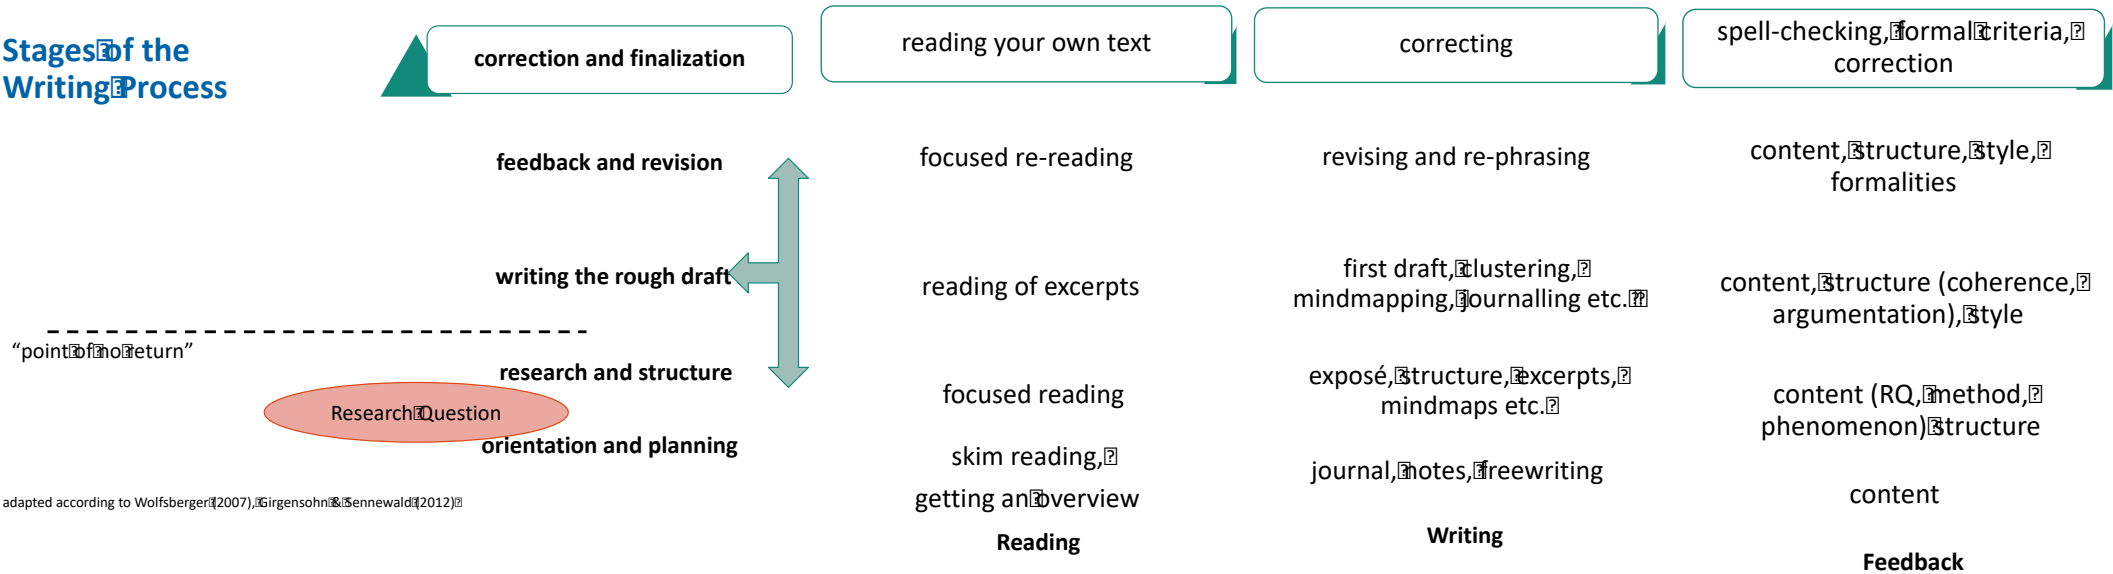 Stages of the
Writing Process
correction and finalization
reading your own text
correcting
spell-checking, formal criteria,
correction
feedback and revision
focused re-reading
revising and re-phrasing
content, structure, style,
formalities
writing the rough draft
reading of excerpts
first draft, clustering,
mindmapping, journalling etc.
content, structure (coherence,
argumentation), style
“point of no return”
research and structure
focused reading
exposé, structure, excerpts,
mindmaps etc.
content (RQ, method,
phenomenon) structure
Research Question
orientation and planning
skim reading,
getting an overview
journal, notes, freewriting
content
adapted according to Wolfsberger (2007), Girgensohn & Sennewald (2012)
Reading
Writing
Feedback